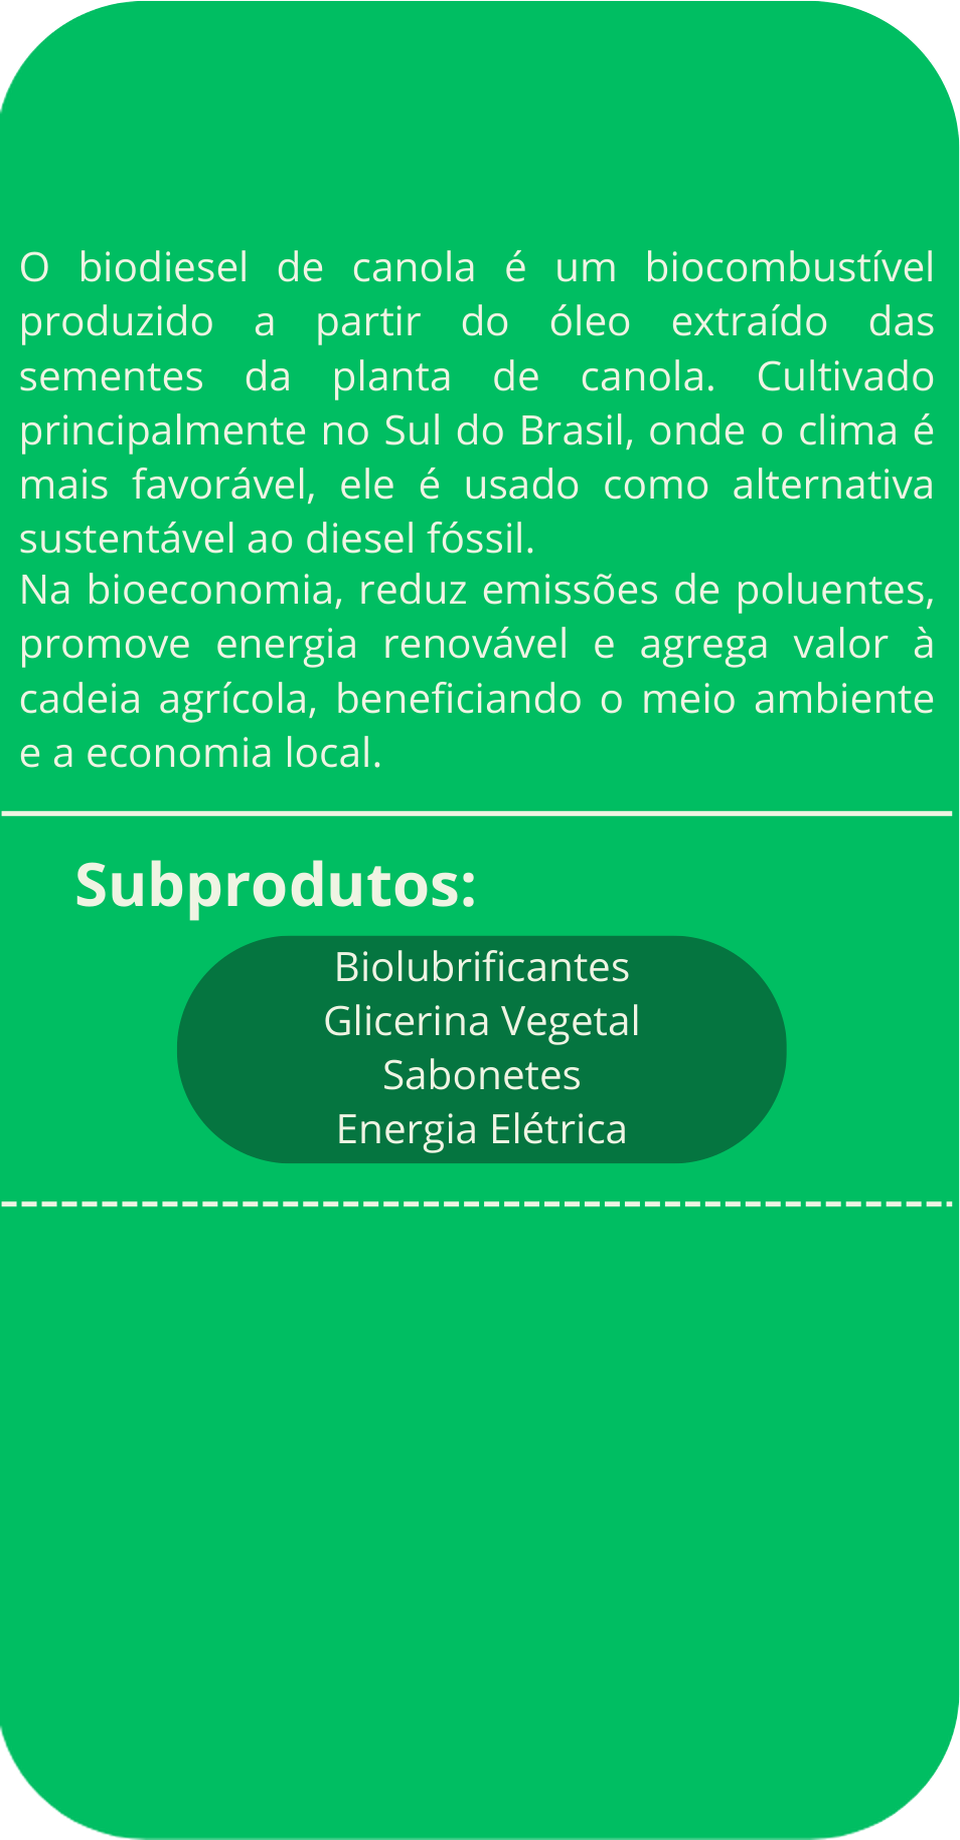 O biodiesel de canola é um biocombustível
produzido a partir do óleo extraído das
sementes da planta de canola. Cultivado
principalmente no Sul do Brasil, onde o clima é
mais favorável, ele é usado como alternativa
sustentável ao diesel fóssil.
Na bioeconomia, reduz emissões de poluentes,
promove energia renovável e agrega valor à
cadeia agrícola, beneficiando o meio ambiente
e a economia local.
Subprodutos:
Biolubrificantes
Glicerina Vegetal
Sabonetes
Energia Elétrica